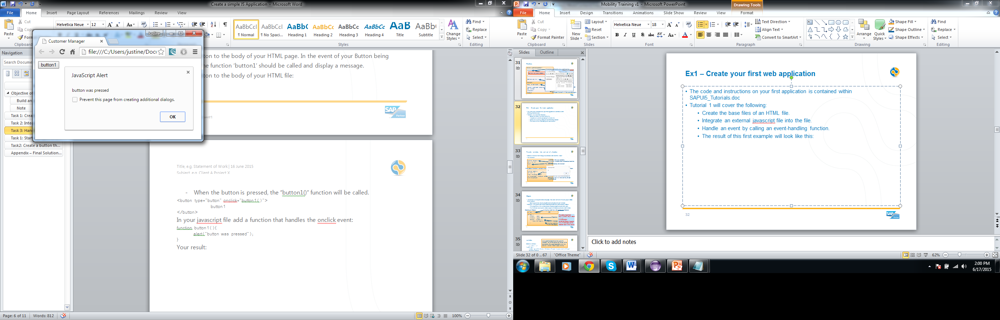 Create a simple JS Application - Microsoft Word
File Home Insert Page Layout References Mailings Review View
Cut
Copy
Paste
Clipboard
Helvetica Neue 12
AaBbCcI AaBbCcI AaBbC AaBbCc AaBbCc AaBbCc AaB AaBbC
¶ Normal ¶ No Spaci... Heading 1 Heading 2 Heading 3 Heading 4 Title Subtitle
Change Styles
Styles
Find
Replace
Select
Editing
Navigation
Search Docume
Objective of
Build an
Note
Task 1: Crea
Task 2: Inte
Task 3: Han
Task 1: Start
Task2: Create a button th...
Appendix – Final Solution...
Justine
Customer Manager
file:///C:/Users/justine/Doc
button1
JavaScript Alert
button was pressed
Prevent this page from creating additional dialogs.
OK
ton to the body of your HTML page. In the event of your Button being
ne function ‘button1’ should be called and display a message.
ton to the body of your HTML file:
SAP Partner
Title, e.g. Statement of Work | 16 June 2015
Subject, e.g. Client A Project X
- When the button is pressed, the “button1()” function will be called.
<button type="button" onclick="button1()">
button1
</button>
In your javascript file add a function that handles the onclick event:
function button1(){
alert("button was pressed");
}
Your result:
Page: 6 of 11 Words: 812 100%
Mobility Training v1 - Microsoft PowerPoint
Drawing Tools
File Home Insert Design Transitions Animations Slide Show Review View Format
Paste
Cut
Copy
Format Painter
Clipboard
New Slide
Layout
Reset
Section
Slides
Helvetica Neue 18
Font
Text Direction
Align Text
Convert to SmartArt
Paragraph
Arrange
Quick Styles
Shape Fill
Shape Outline
Shape Effects
Drawing
Find
Replace
Select
Editing
Slides Outline
31
32
33
34
35
Ex1 – Create your first web application
• The code and instructions on your first application is contained within
SAPUI5_Tutorials.doc
• Tutorial 1 will cover the following:
• Create the base files of an HTML file.
• Integrate an external javascript file into the file.
• Handle an event by calling an event-handling function.
• The result of this first example will look like this:
32
SAP Partner
Click to add notes
Slide 32 of 0 .. 67 "Office Theme" 62%
2:00 PM
6/17/2015